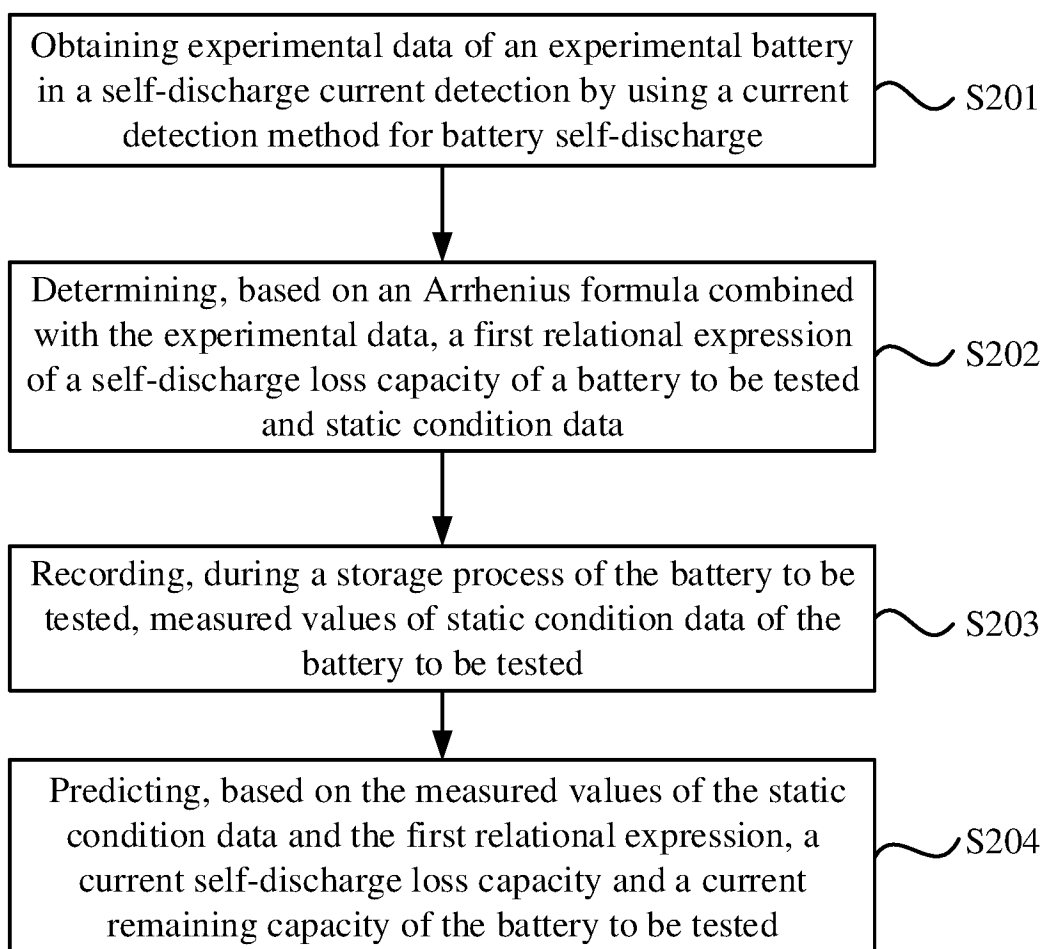 Obtaining experimental data of an experimental battery
in a self-discharge current detection by using a current
detection method for battery self-discharge
S201
Determining, based on an Arrhenius formula combined
with the experimental data, a first relational expression
of a self-discharge loss capacity of a battery to be tested
and static condition data
S202
Recording, during a storage process of the battery to be
tested, measured values of static condition data of the
battery to be tested
S203
Predicting, based on the measured values of the static
condition data and the first relational expression, a
current self-discharge loss capacity and a current
remaining capacity of the battery to be tested
S204